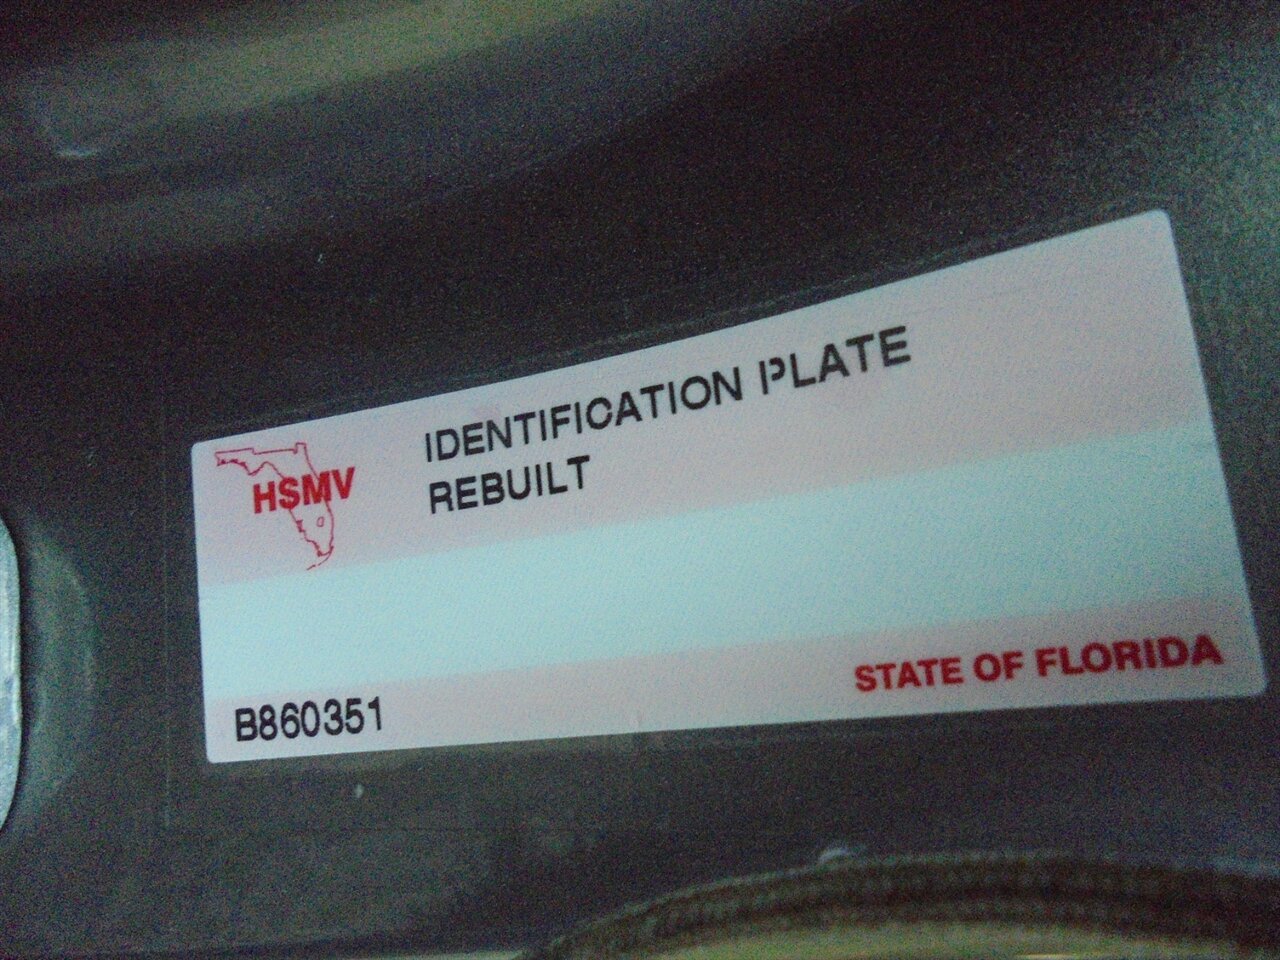 HSMV
IDENTIFICATION PLATE
REBUILT
B860351
STATE OF FLORIDA